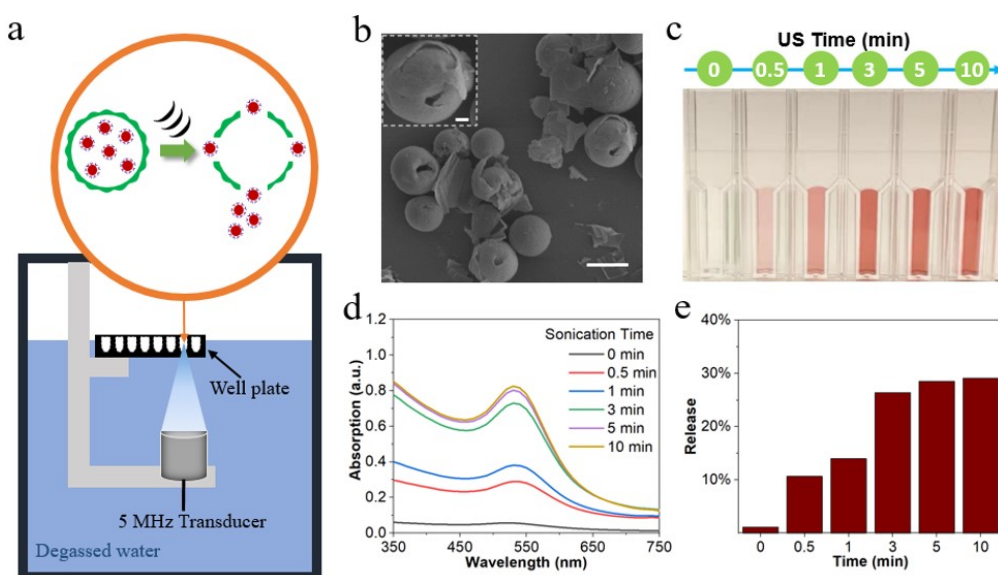 a
Well plate
5 MHz Transducer
Degassed water
b
c
US Time (min)
0 0.5 1 3 5 10
d
Absorption (a.u.)
1.2
1.0
0.8
0.6
0.4
0.2
0.0
Sonication Time
0 min
0.5 min
1 min
3 min
5 min
10 min
350 450 550 650 750
Wavelength (nm)
e
Release
40%
30%
20%
10%
0 0.5 1 3 5 10
Time (min)